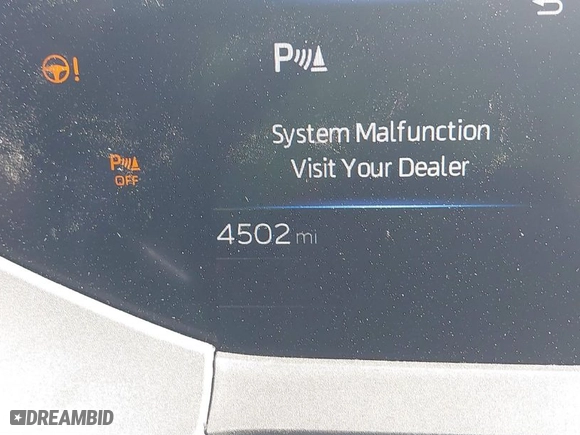 !
P
System Malfunction
Visit Your Dealer
P
OFF
4502 mi
DREAMBID